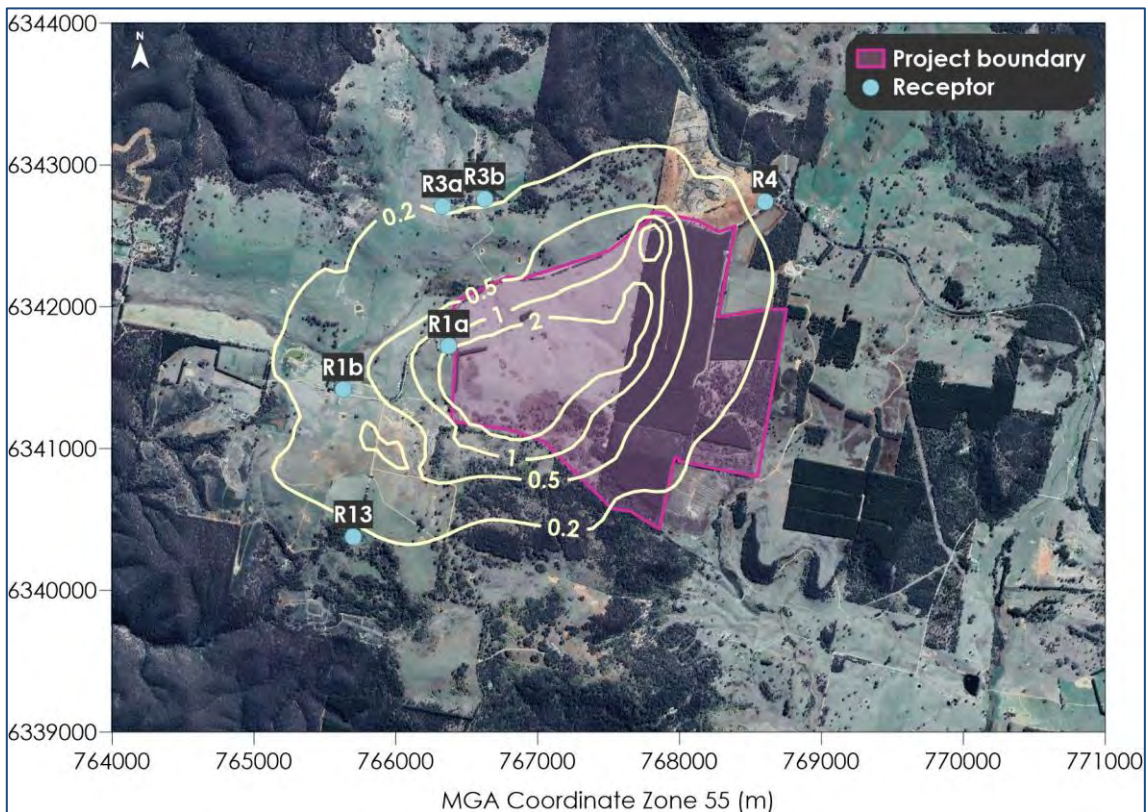 6344000
N
Project boundary
Receptor
6343000
R3a
R3b
R4
0.2
6342000
0.5
1
R1a
2
R1b
6341000
1
0.5
R13
0.2
6340000
6339000
764000 765000 766000 767000 768000 769000 770000 771000
MGA Coordinate Zone 55 (m)